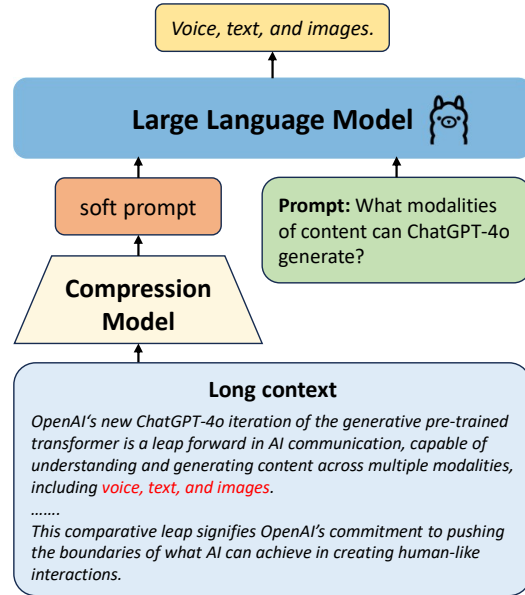 Voice, text, and images.
Large Language Model
soft prompt
Prompt: What modalities
of content can ChatGPT-4o
generate?
Compression
Model
Long context
OpenAI‘s new ChatGPT-4o iteration of the generative pre-trained
transformer is a leap forward in AI communication, capable of
understanding and generating content across multiple modalities,
including voice, text, and images.
…….
This comparative leap signifies OpenAI’s commitment to pushing
the boundaries of what AI can achieve in creating human-like
interactions.